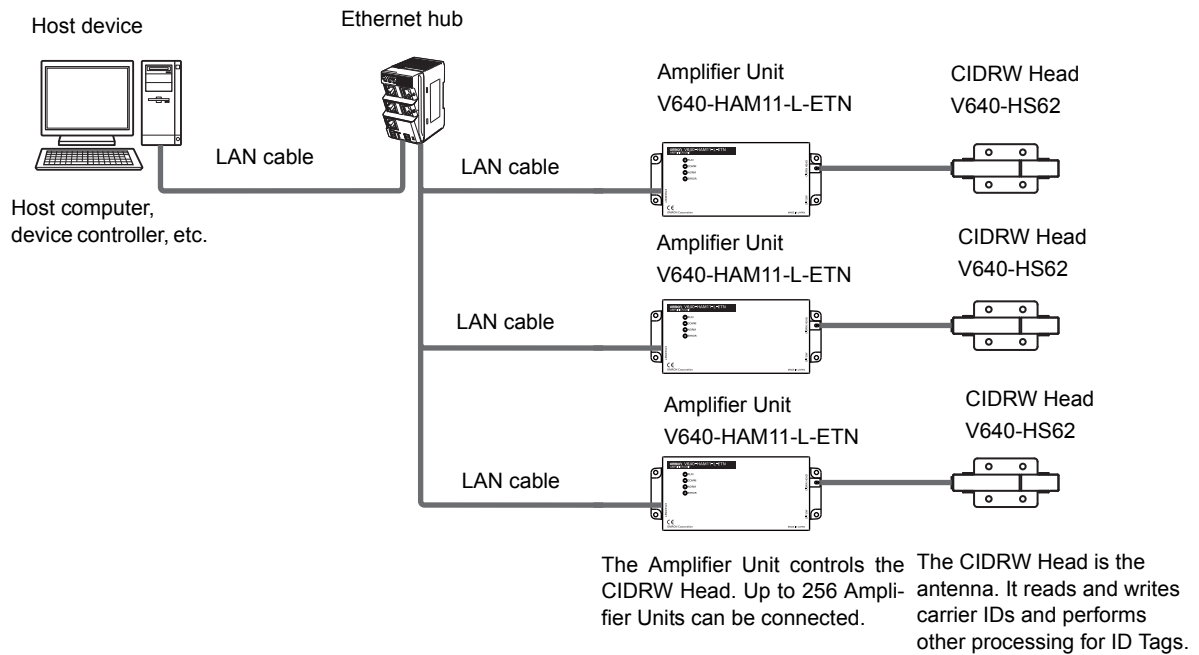 Host device
Ethernet hub
Amplifier Unit
V640-HAM11-L-ETN
CIDRW Head
V640-HS62
LAN cable
LAN cable
Host computer,
device controller, etc.
Amplifier Unit
V640-HAM11-L-ETN
CIDRW Head
V640-HS62
LAN cable
Amplifier Unit
V640-HAM11-L-ETN
CIDRW Head
V640-HS62
LAN cable
The Amplifier Unit controls the
CIDRW Head. Up to 256 Ampli-
fier Units can be connected.
The CIDRW Head is the
antenna. It reads and writes
carrier IDs and performs
other processing for ID Tags.